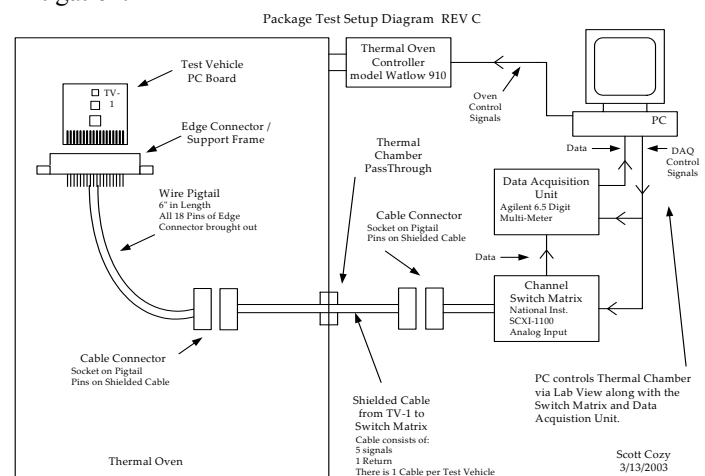 Package Test Setup Diagram REV C
TV-
1
Test Vehicle
PC Board
Edge Connector /
Support Frame
Wire Pigtail
6" in Length
All 18 Pins of Edge
Connector brought out
Cable Connector
Socket on Pigtail
Pins on Shielded Cable
Thermal Oven
Thermal Oven
Controller
model Watlow 910
Thermal
Chamber
PassThrough
Cable Connector
Socket on Pigtail
Pins on Shielded Cable
Shielded Cable
from TV-1 to
Switch Matrix
Cable consists of:
5 signals
1 Return
There is 1 Cable per Test Vehicle
Oven
Control
Signals
PC
Data
DAQ
Control
Signals
Data Acquisition
Unit
Agilent 6.5 Digit
Multi-Meter
Data
Channel
Switch Matrix
National Inst.
SCXI-1100
Analog Input
PC controls Thermal Chamber
via Lab View along with the
Switch Matrix and Data
Acquistion Unit.
Scott Cozy
3/13/2003